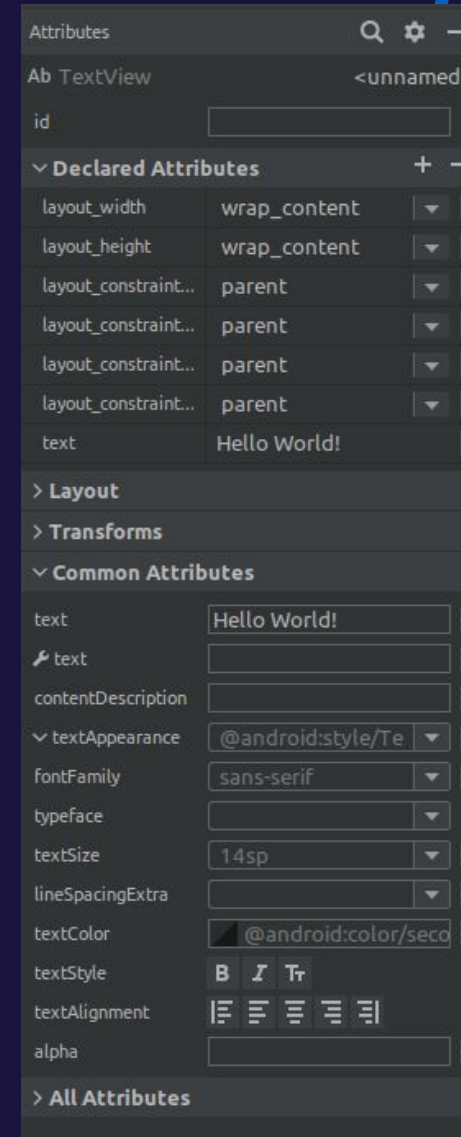 Attributes
Ab TextView <unnamed
id
Declared Attributes
layout_width wrap_content
layout_height wrap_content
layout_constraint... parent
layout_constraint... parent
layout_constraint... parent
layout_constraint... parent
text Hello World!
Layout
Transforms
Common Attributes
text Hello World!
text
contentDescription
textAppearance @android:style/Te
fontFamily sans-serif
typeface
textSize 14sp
lineSpacingExtra
textColor @android:color/seco
textStyle B I Tт
textAlignment
alpha
All Attributes